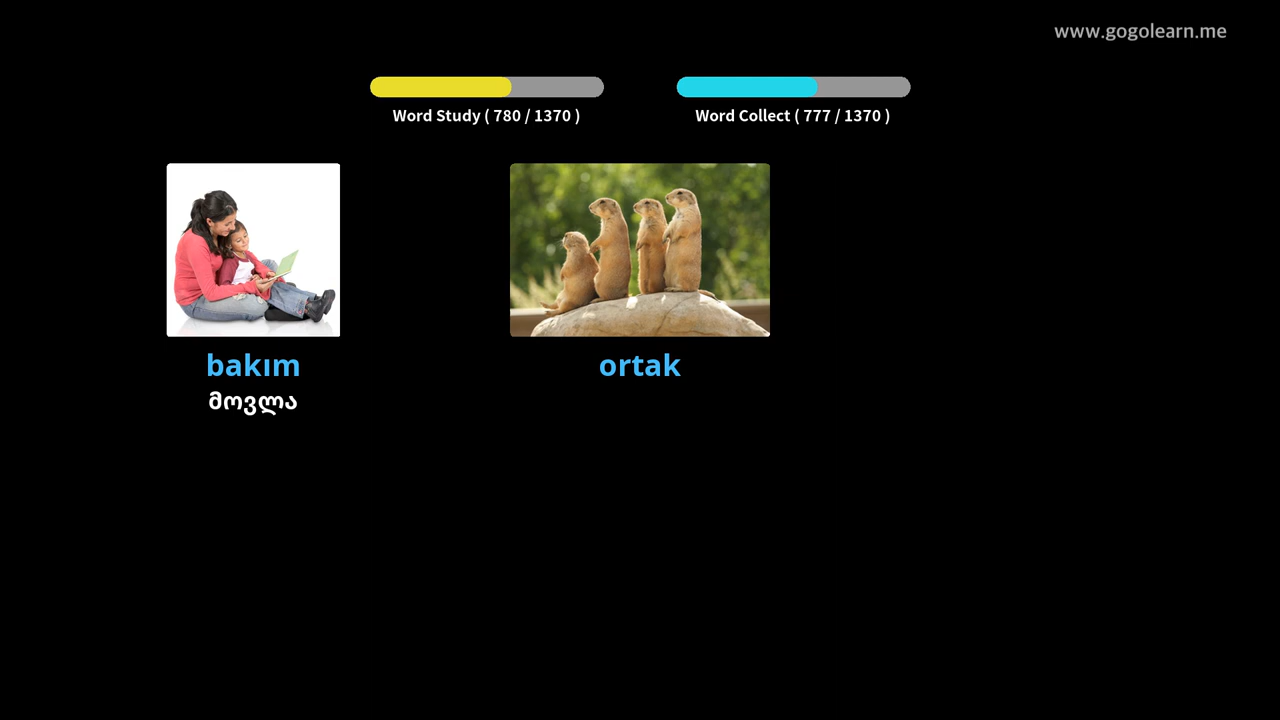 www.gogolearn.me
Word Study ( 780 / 1370 )
Word Collect ( 777 / 1370 )
bakım
მოვლა
ortak